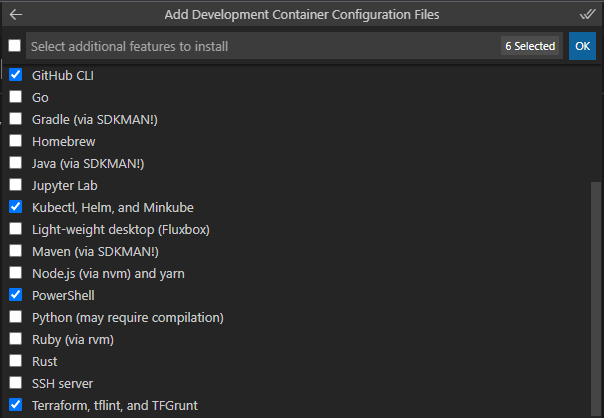 Add Development Container Configuration Files
Select additional features to install
6 Selected
OK
GitHub CLI
Go
Gradle (via SDKMAN!)
Homebrew
Java (via SDKMAN!)
Jupyter Lab
Kubectl, Helm, and Minkube
Light-weight desktop (Fluxbox)
Maven (via SDKMAN!)
Node.js (via nvm) and yarn
PowerShell
Python (may require compilation)
Ruby (via rvm)
Rust
SSH server
Terraform, tflint, and TFGrunt